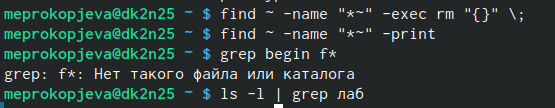 meprokopjeva@dk2n25 ~ $ find ~ -name "*~" -exec rm "{}" \;
meprokopjeva@dk2n25 ~ $ find ~ -name "*~" -print
meprokopjeva@dk2n25 ~ $ grep begin f*
grep: f*: Нет такого файла или каталога
meprokopjeva@dk2n25 ~ $ ls -l | grep лаб